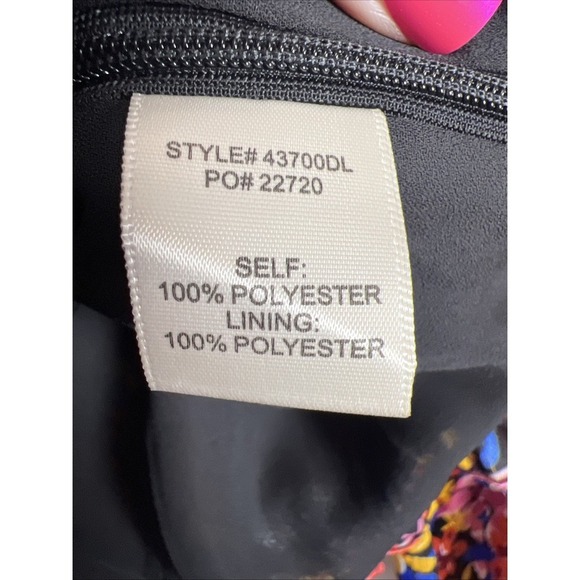 STYLE# 43700DL
PO# 22720
SELF:
100% POLYESTER
LINING:
100% POLYESTER